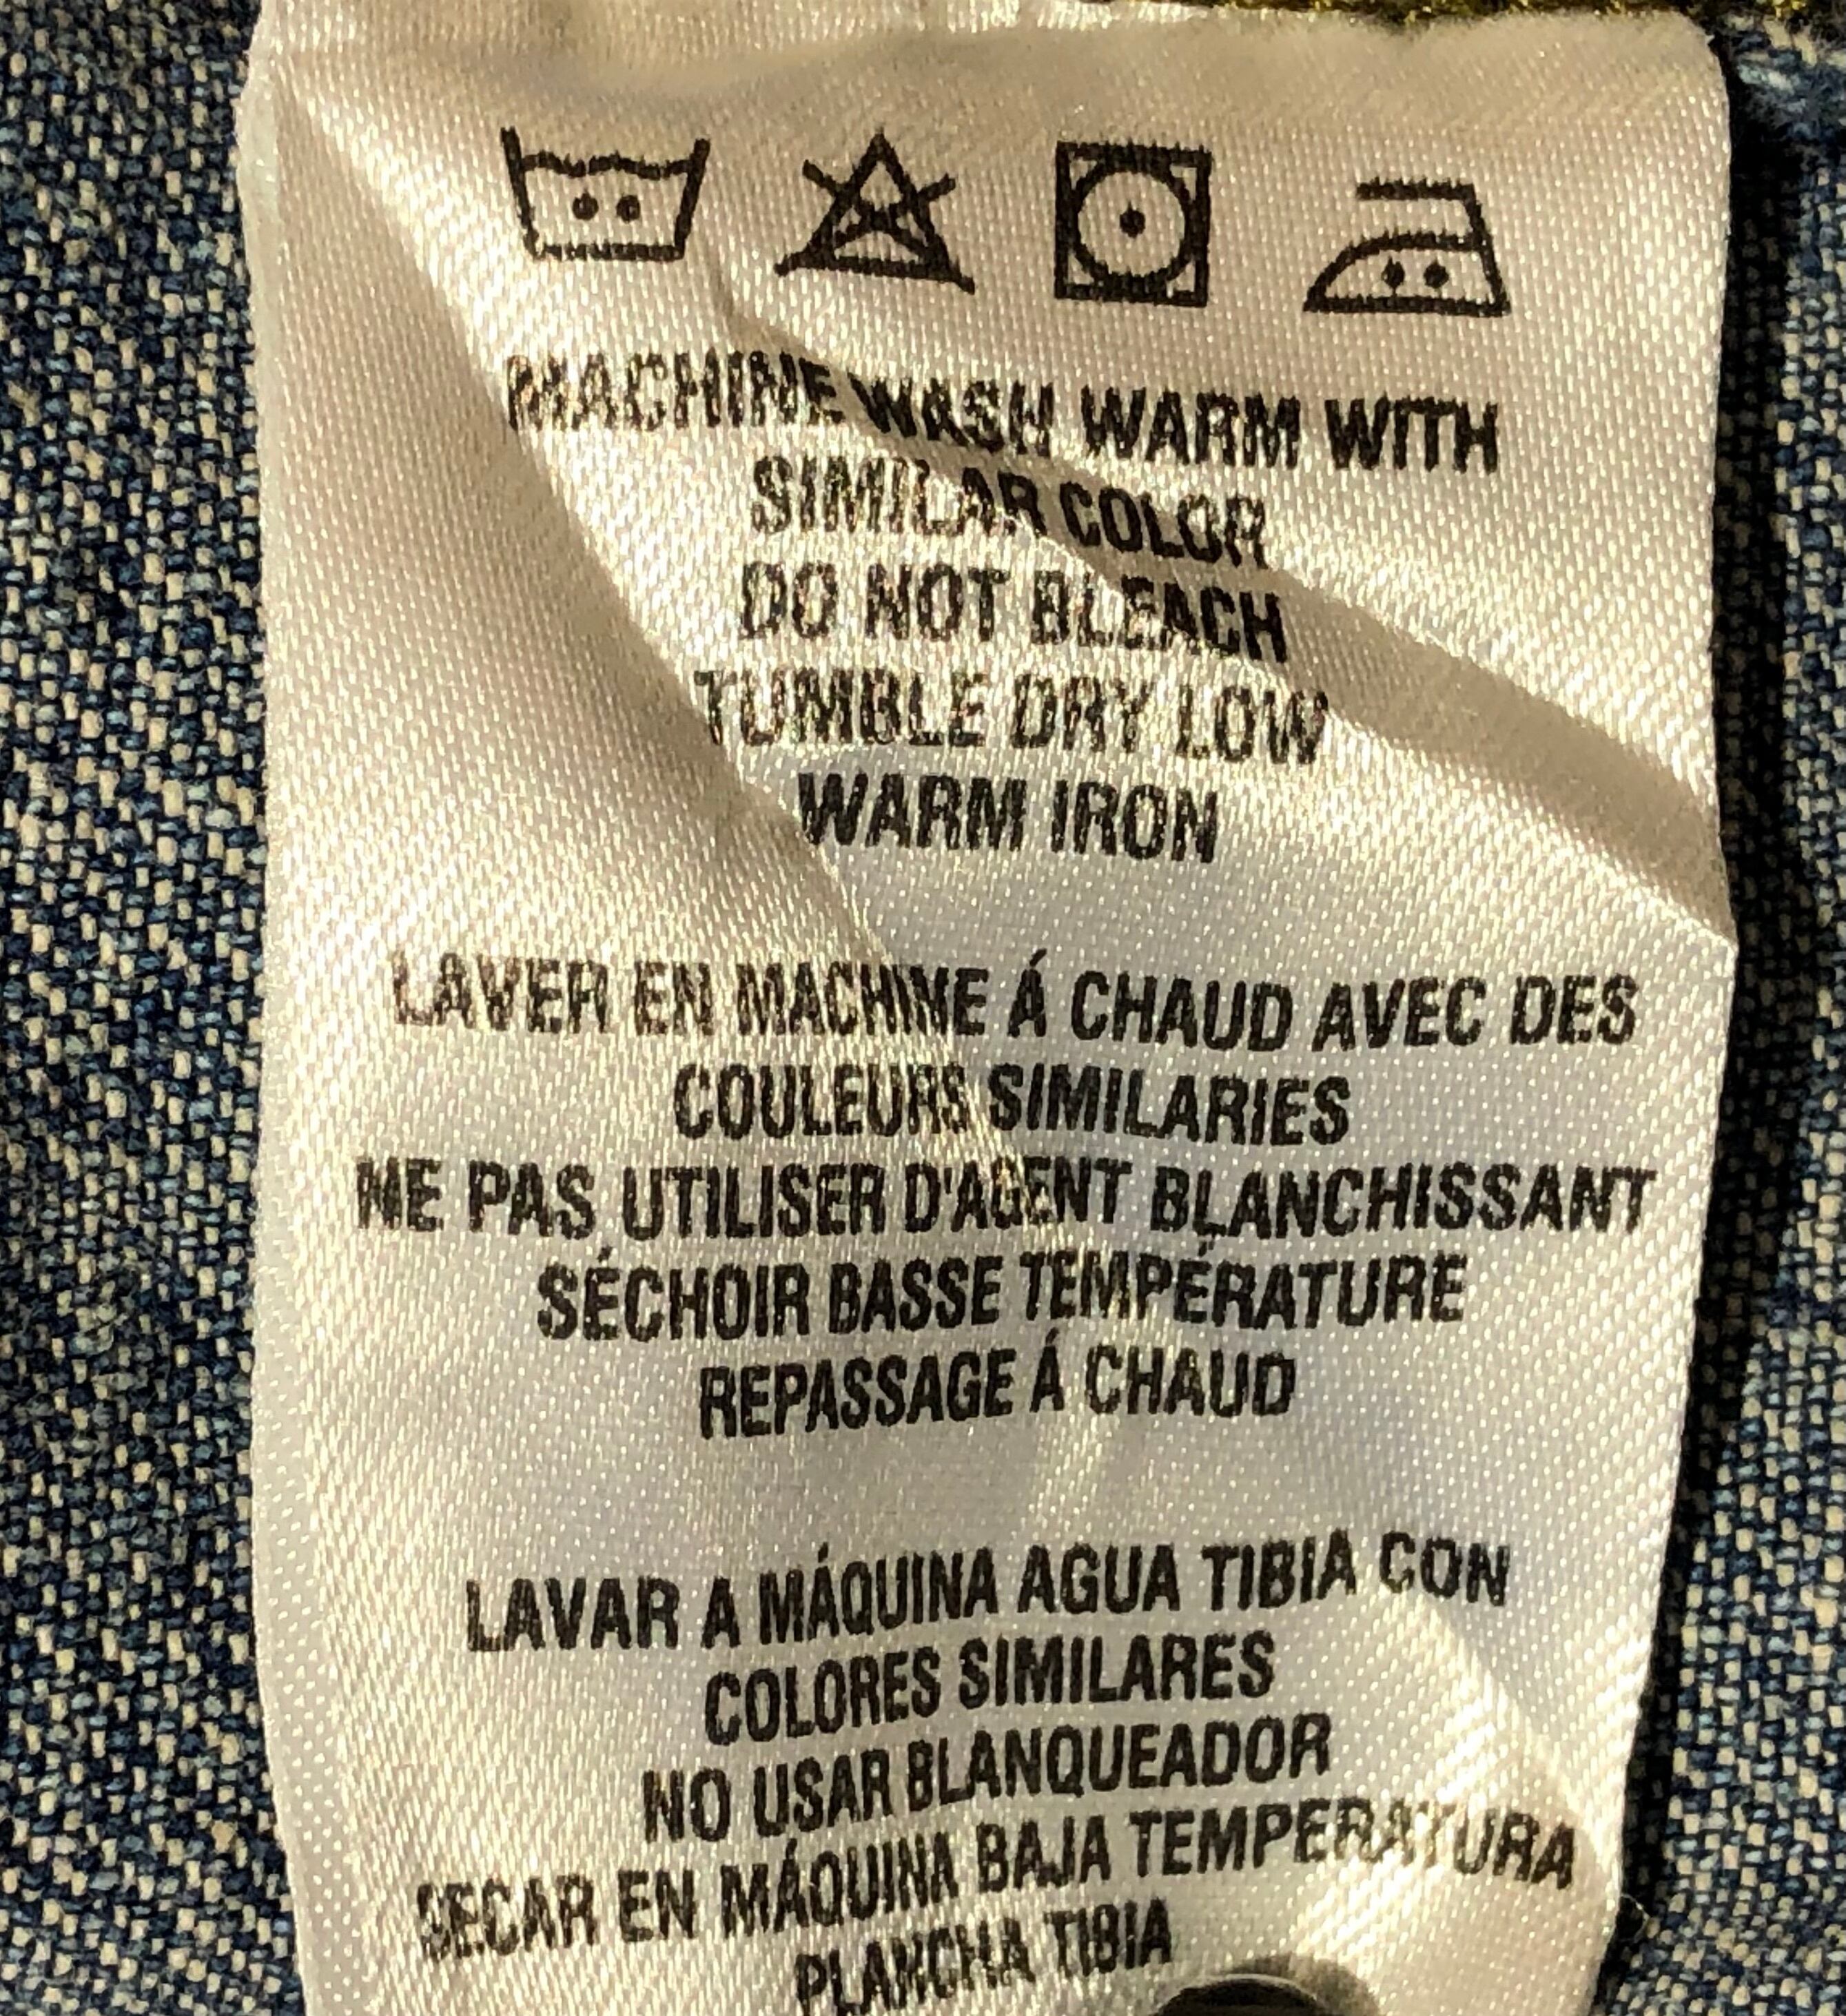 MACHINE WASH WARM WITH
SIMILAR COLOR
DO NOT BLEACH
TUMBLE DRY LOW
WARM IRON
LAVER EN MACHINE Á CHAUD AVEC DES
COULEURS SIMILARIES
NE PAS UTILISER D'AGENT BLANCHISSANT
SÉCHOIR BASSE TEMPÉRATURE
REPASSAGE Á CHAUD
LAVAR A MÁQUINA AGUA TIBIA CON
COLORES SIMILARES
NO USAR BLANQUEADOR
SECAR EN MÁQUINA BAJA TEMPERATURA
PLANCHA TIBIA